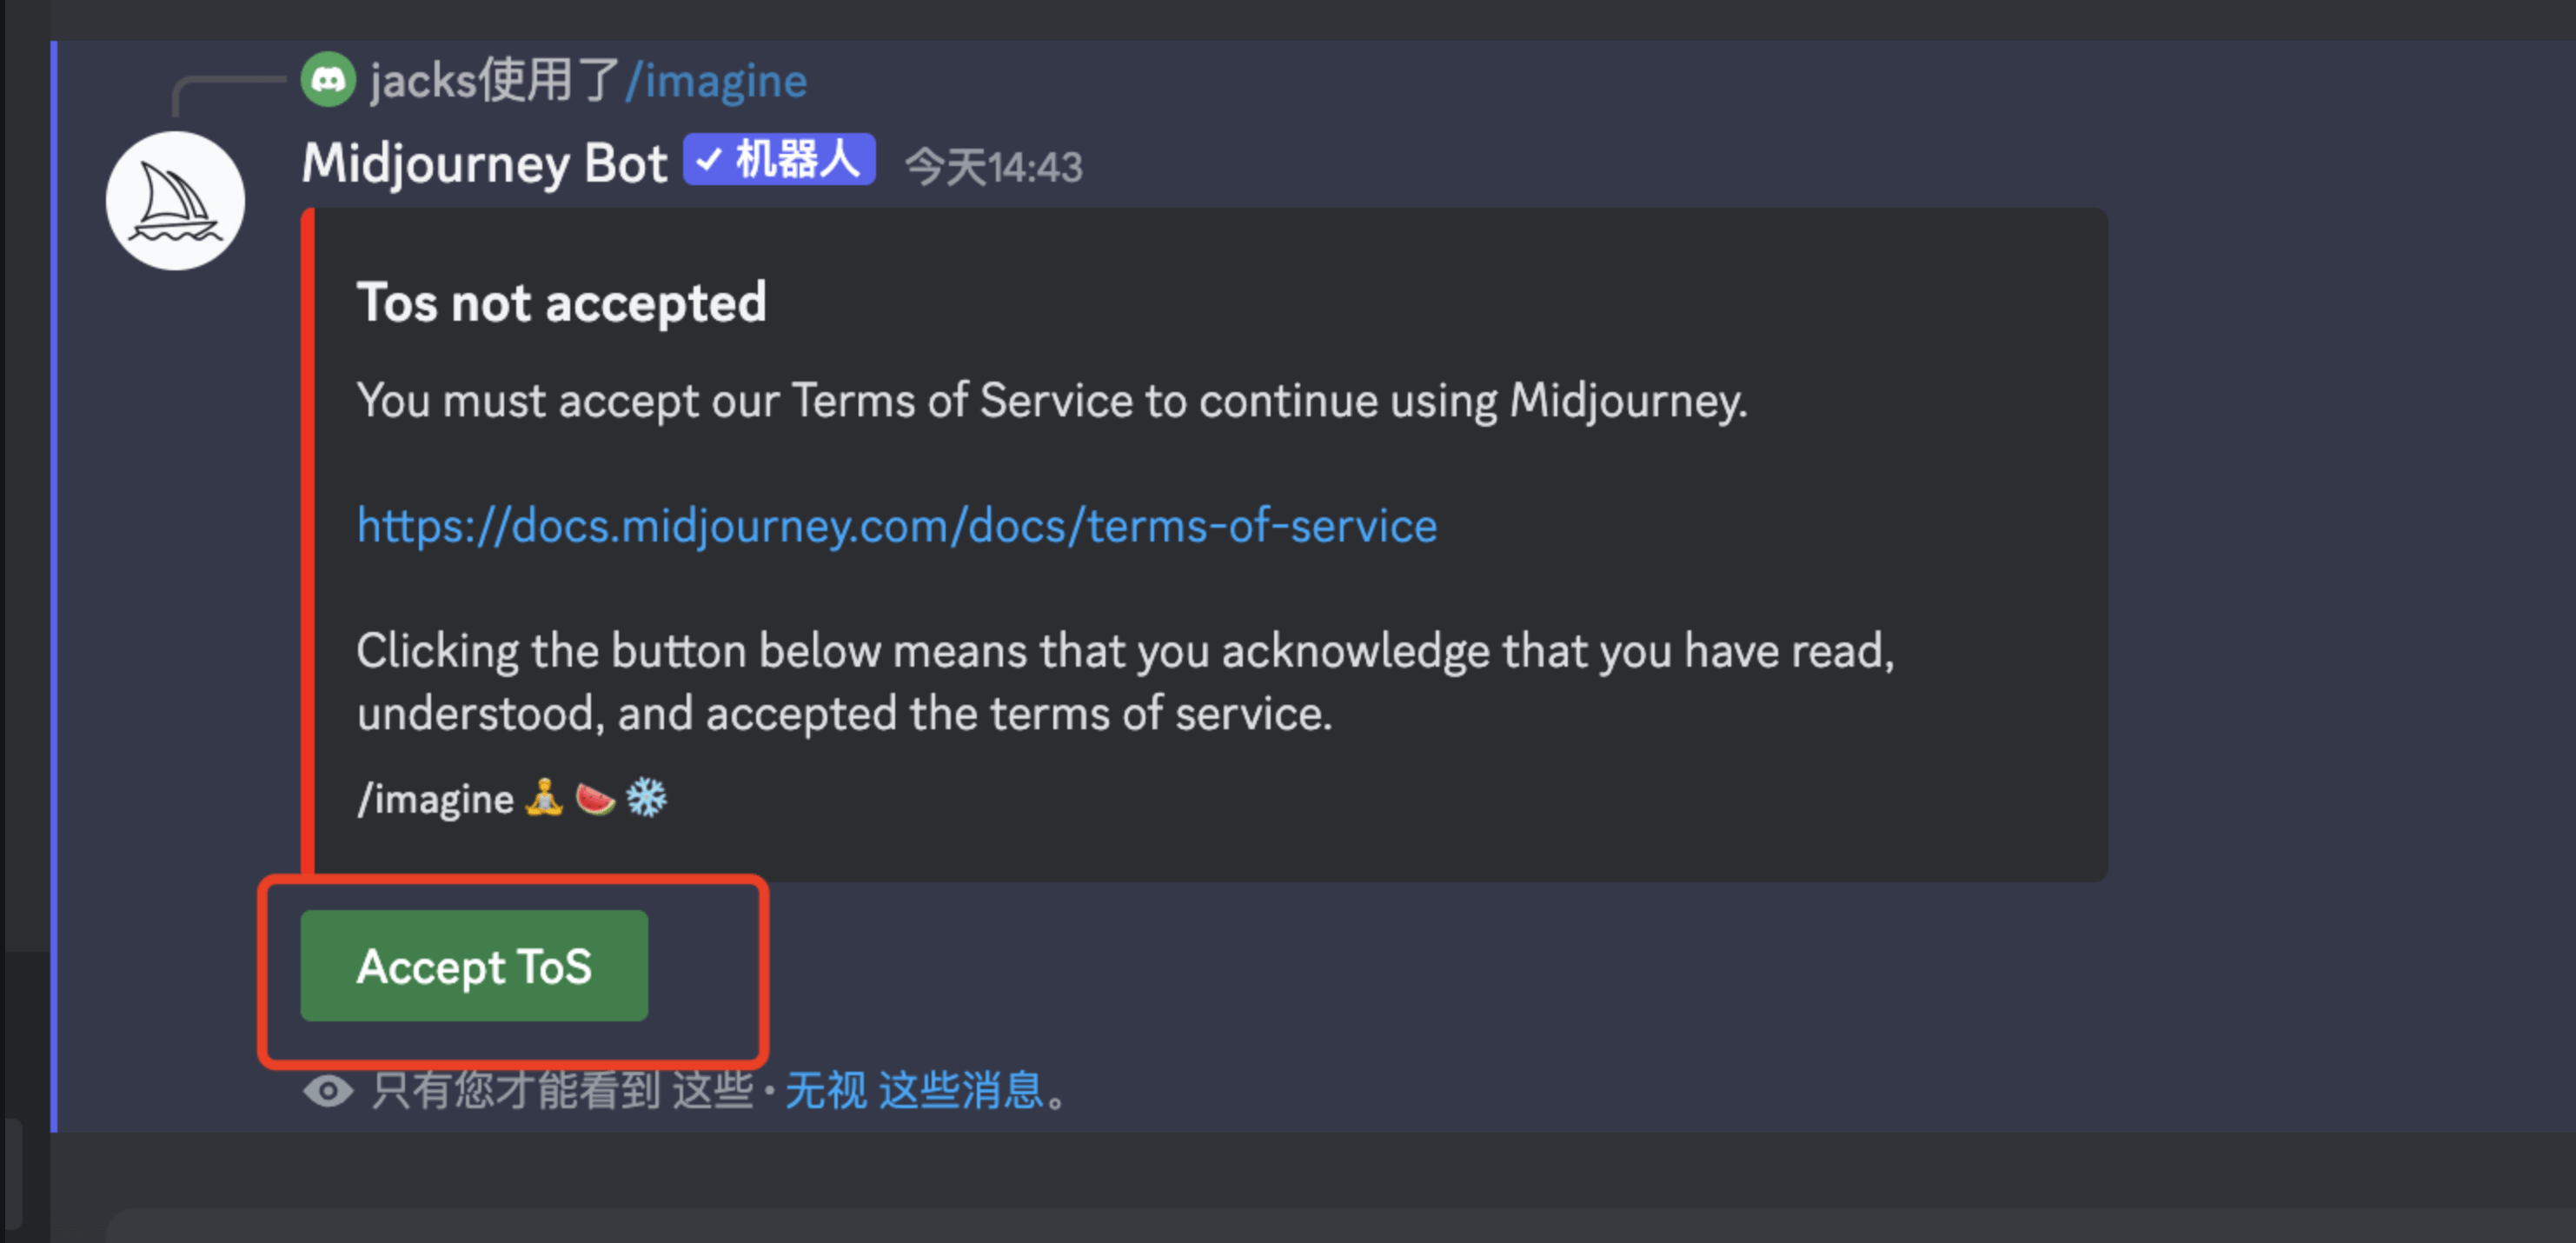 jacks使用了/imagine
Midjourney Bot ✓ 机器人 今天14:43
Tos not accepted
You must accept our Terms of Service to continue using Midjourney.
https://docs.midjourney.com/docs/terms-of-service
Clicking the button below means that you acknowledge that you have read,
understood, and accepted the terms of service.
/imagine 🧘 🍉 ❄️
Accept ToS
只有您才能看到 这些 • 无视 这些消息。